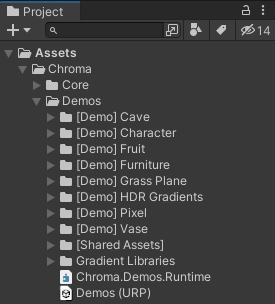 Project
14
Assets
Chroma
Core
Demos
[Demo] Cave
[Demo] Character
[Demo] Fruit
[Demo] Furniture
[Demo] Grass Plane
[Demo] HDR Gradients
[Demo] Pixel
[Demo] Vase
[Shared Assets]
Gradient Libraries
Chroma.Demos.Runtime
Demos (URP)